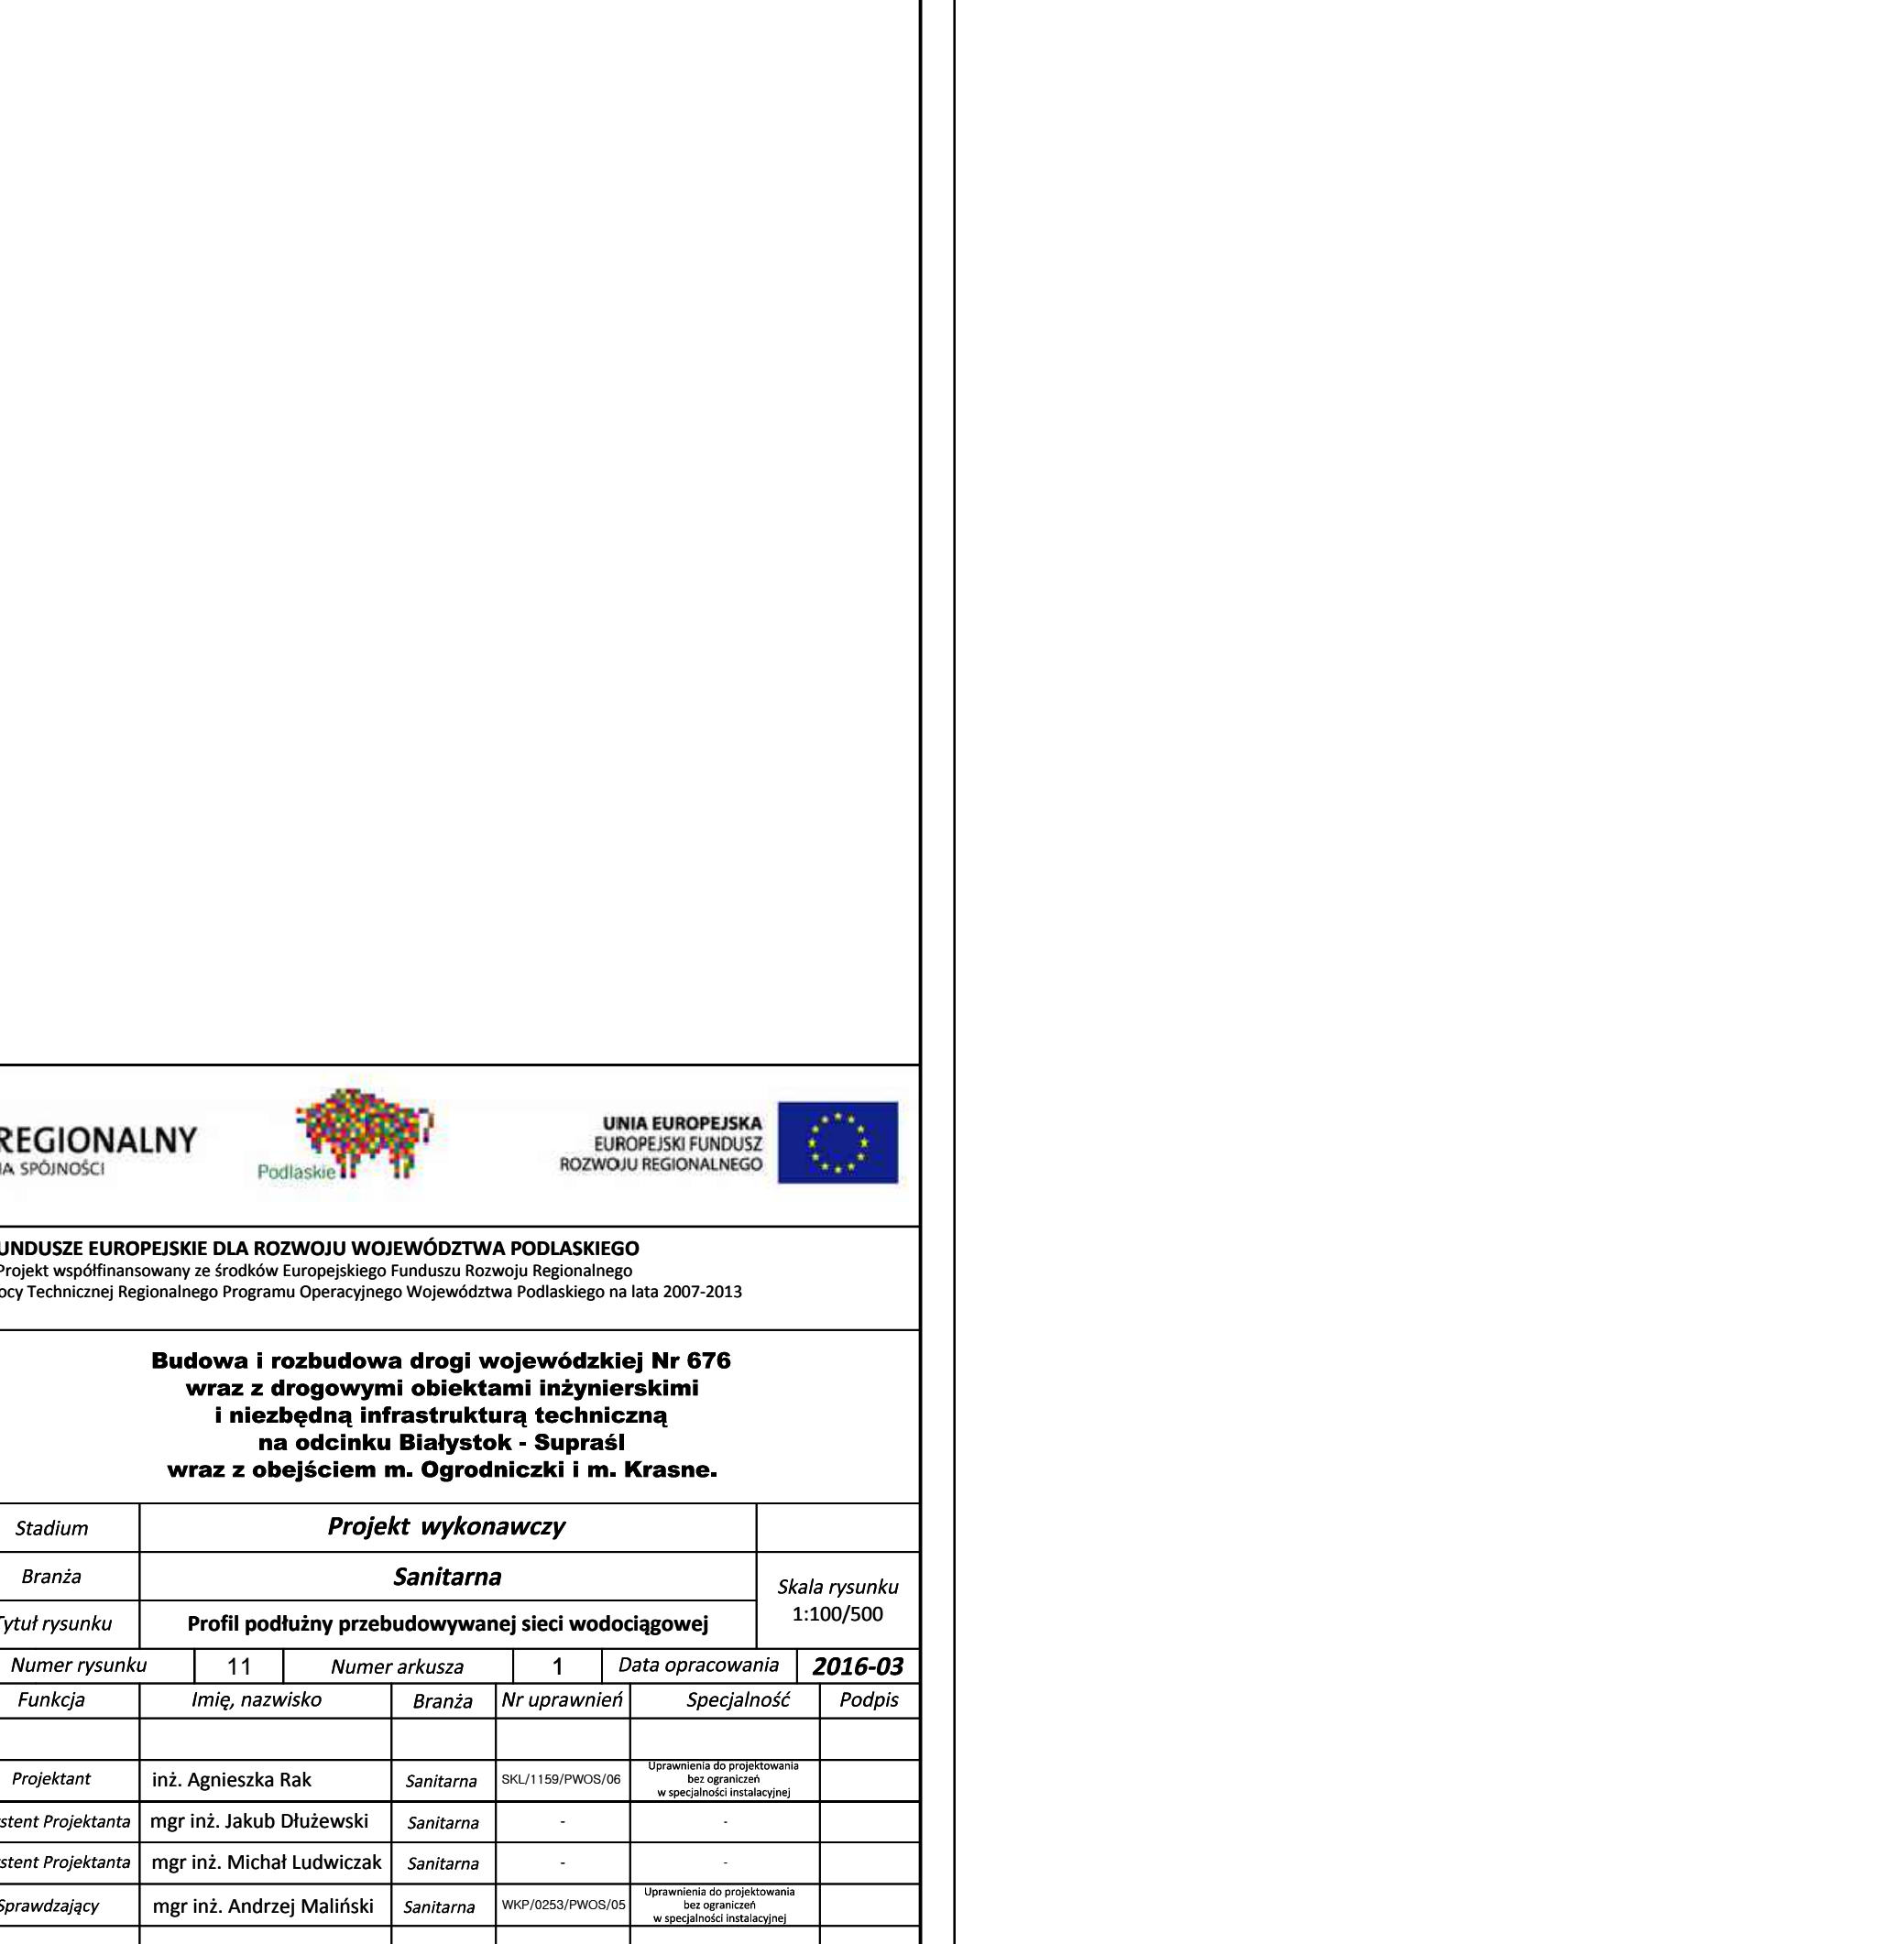 REGIONALNY
SPÓJNOŚCI
Podlaskie
UNIA EUROPEJSKA
EUROPEJSKI FUNDUSZ
ROZWOJU REGIONALNEGO
EUROPEJSKIE DLA ROZWOJU WOJEWÓDZTWA PODLASKIEGO
Projekt współfinansowany ze środków Europejskiego Funduszu Rozwoju Regionalnego
Technicznej Regionalnego Programu Operacyjnego Województwa Podlaskiego na lata 2007-2013
Budowa i rozbudowa drogi wojewódzkiej Nr 676
wraz z drogowymi obiektami inżynierskimi
i niezbędną infrastrukturą techniczną
na odcinku Białystok - Supraśl
wraz z obejściem m. Ogrodniczki i m. Krasne.
Stadium Projekt wykonawczy
Branża Sanitarna
Skala rysunku
1:100/500
Tytuł rysunku Profil podłużny przebudowywanej sieci wodociągowej
Numer rysunku 11 Numer arkusza 1 Data opracowania 2016-03
Funkcja Imię, nazwisko Branża Nr uprawnień Specjalność Podpis
Projektant inż. Agnieszka Rak Sanitarna SKL/1159/PWOS/06 Uprawnienia do projektowania
bez ograniczeń
w specjalności instalacyjnej
Projektanta mgr inż. Jakub Dłużewski Sanitarna - -
Projektanta mgr inż. Michał Ludwiczak Sanitarna - -
Sprawdzający mgr inż. Andrzej Maliński Sanitarna WKP/0253/PWOS/05 Uprawnienia do projektowania
bez ograniczeń
w specjalności instalacyjnej